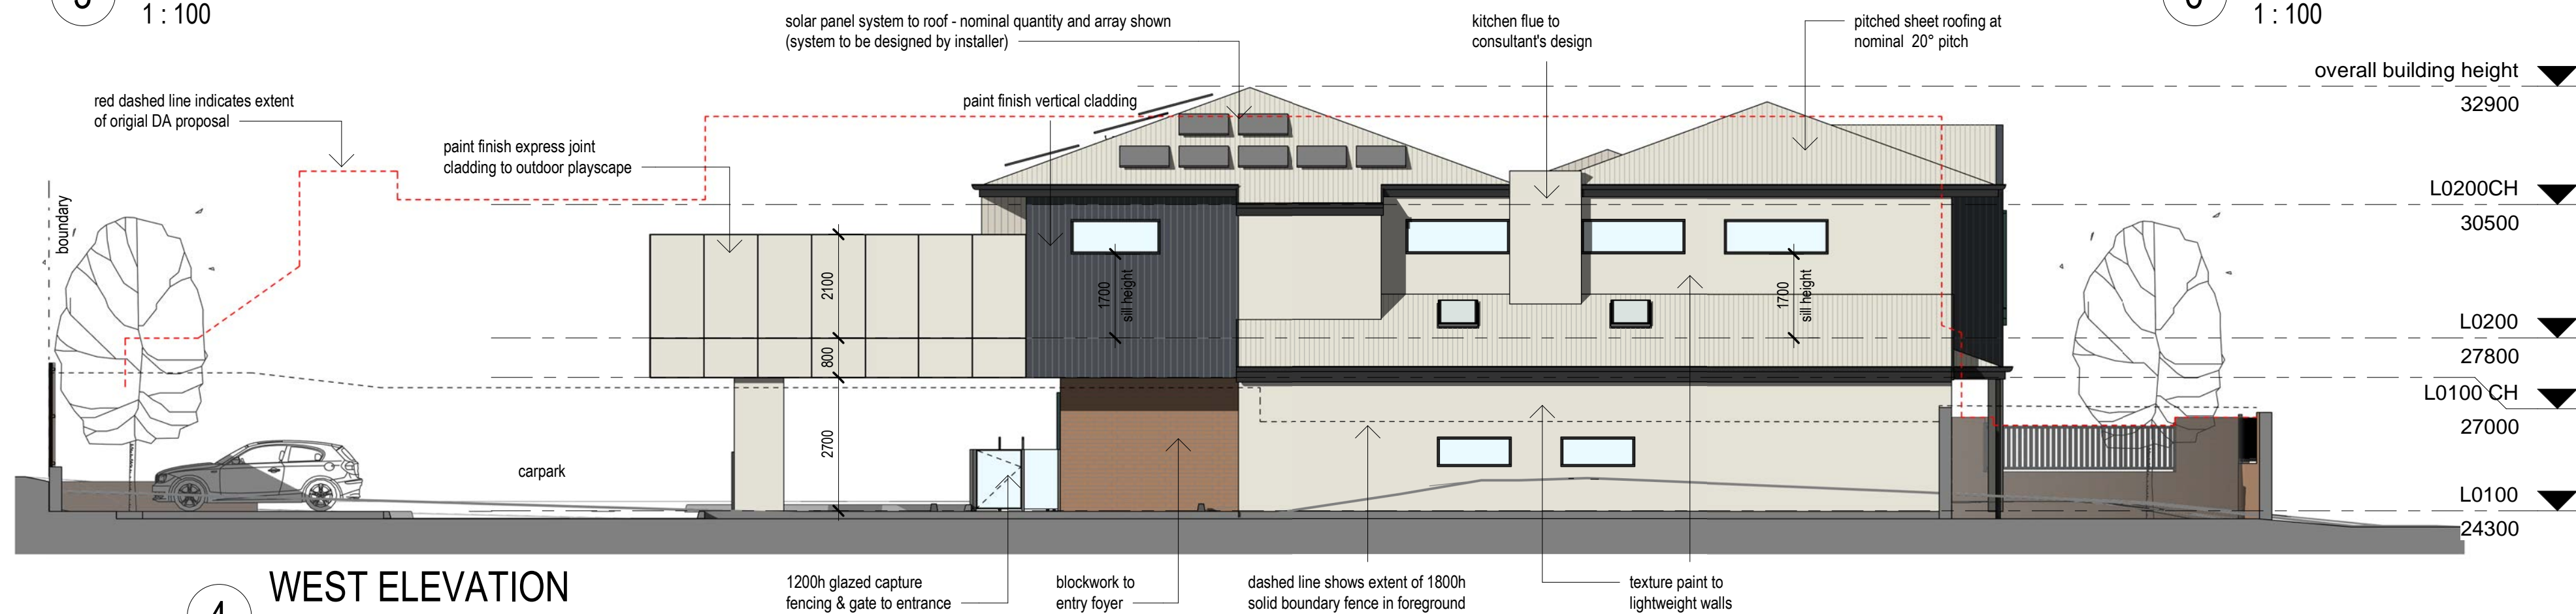 1 : 100
1 : 100
solar panel system to roof - nominal quantity and array shown
(system to be designed by installer)
kitchen flue to
consultant's design
pitched sheet roofing at
nominal 20° pitch
overall building height
32900
red dashed line indicates extent
of origial DA proposal
paint finish vertical cladding
paint finish express joint
cladding to outdoor playscape
boundary
L0200CH
30500
2100
1700
sill height
1700
sill height
L0200
27800
800
L0100 CH
27000
2700
carpark
L0100
24300
WEST ELEVATION
1200h glazed capture
fencing & gate to entrance
blockwork to
entry foyer
dashed line shows extent of 1800h
solid boundary fence in foreground
texture paint to
lightweight walls